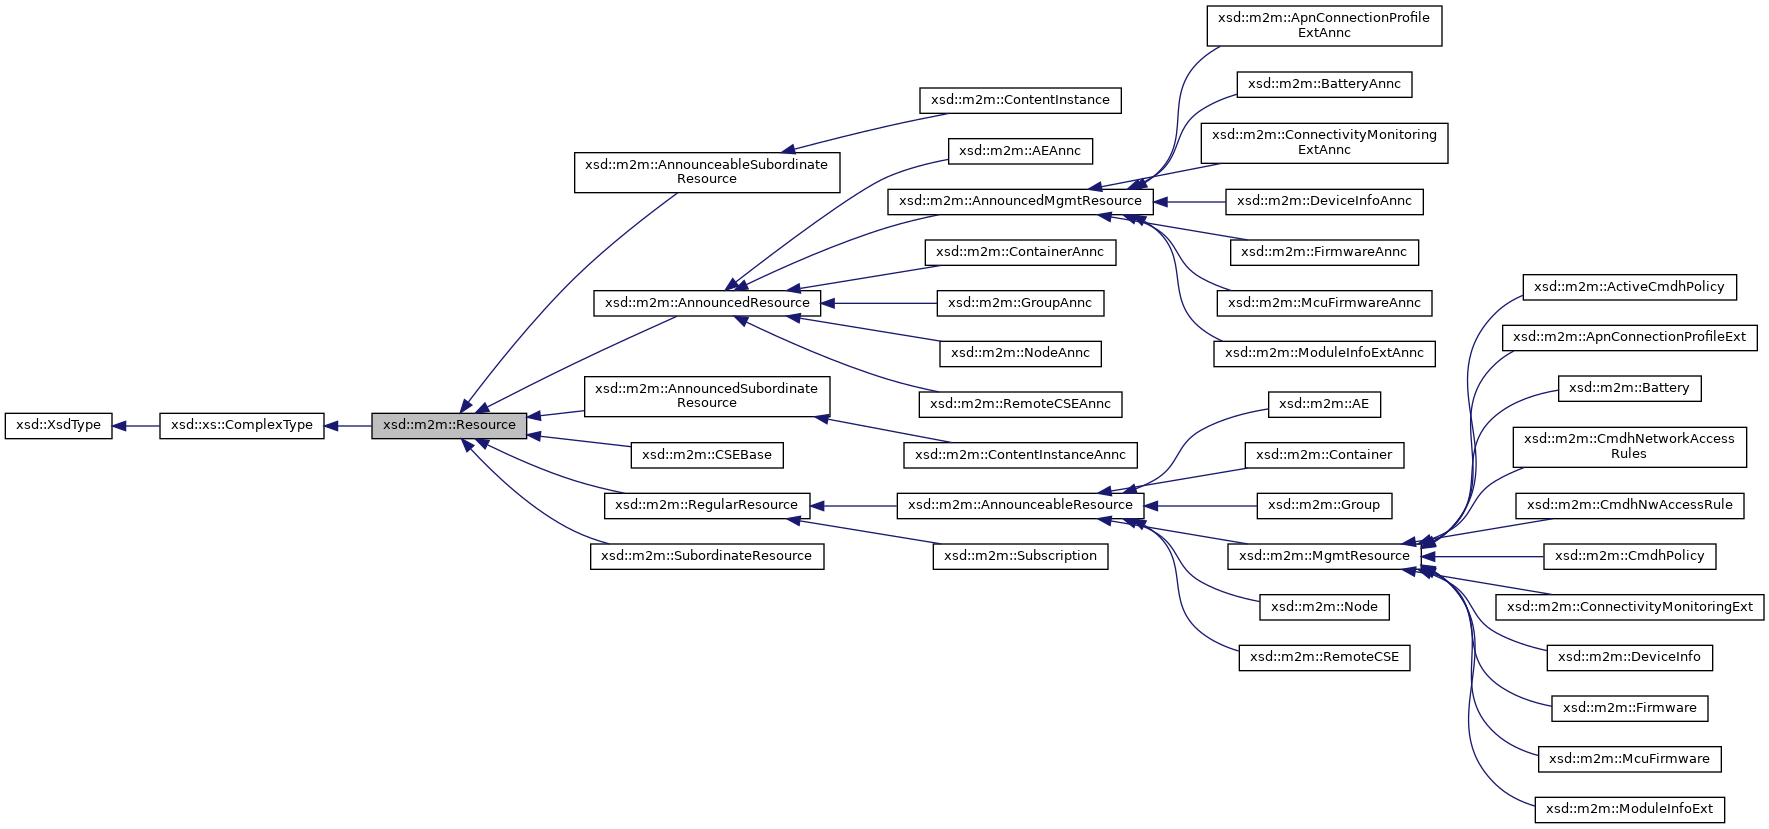 xsd::XsdType
xsd::xs::ComplexType
xsd::m2m::Resource
xsd::m2m::AnnounceableSubordinate
Resource
xsd::m2m::AnnouncedResource
xsd::m2m::AnnouncedSubordinate
Resource
xsd::m2m::CSEBase
xsd::m2m::RegularResource
xsd::m2m::SubordinateResource
xsd::m2m::ContentInstance
xsd::m2m::AEAnnc
xsd::m2m::AnnouncedMgmtResource
xsd::m2m::ContainerAnnc
xsd::m2m::GroupAnnc
xsd::m2m::NodeAnnc
xsd::m2m::RemoteCSEAnnc
xsd::m2m::ContentInstanceAnnc
xsd::m2m::AnnounceableResource
xsd::m2m::Subscription
xsd::m2m::ApnConnectionProfile
ExtAnnc
xsd::m2m::BatteryAnnc
xsd::m2m::ConnectivityMonitoring
ExtAnnc
xsd::m2m::DeviceInfoAnnc
xsd::m2m::FirmwareAnnc
xsd::m2m::McuFirmwareAnnc
xsd::m2m::ModuleInfoExtAnnc
xsd::m2m::AE
xsd::m2m::Container
xsd::m2m::Group
xsd::m2m::MgmtResource
xsd::m2m::Node
xsd::m2m::RemoteCSE
xsd::m2m::ActiveCmdhPolicy
xsd::m2m::ApnConnectionProfileExt
xsd::m2m::Battery
xsd::m2m::CmdhNetworkAccess
Rules
xsd::m2m::CmdhNwAccessRule
xsd::m2m::CmdhPolicy
xsd::m2m::ConnectivityMonitoringExt
xsd::m2m::DeviceInfo
xsd::m2m::Firmware
xsd::m2m::McuFirmware
xsd::m2m::ModuleInfoExt